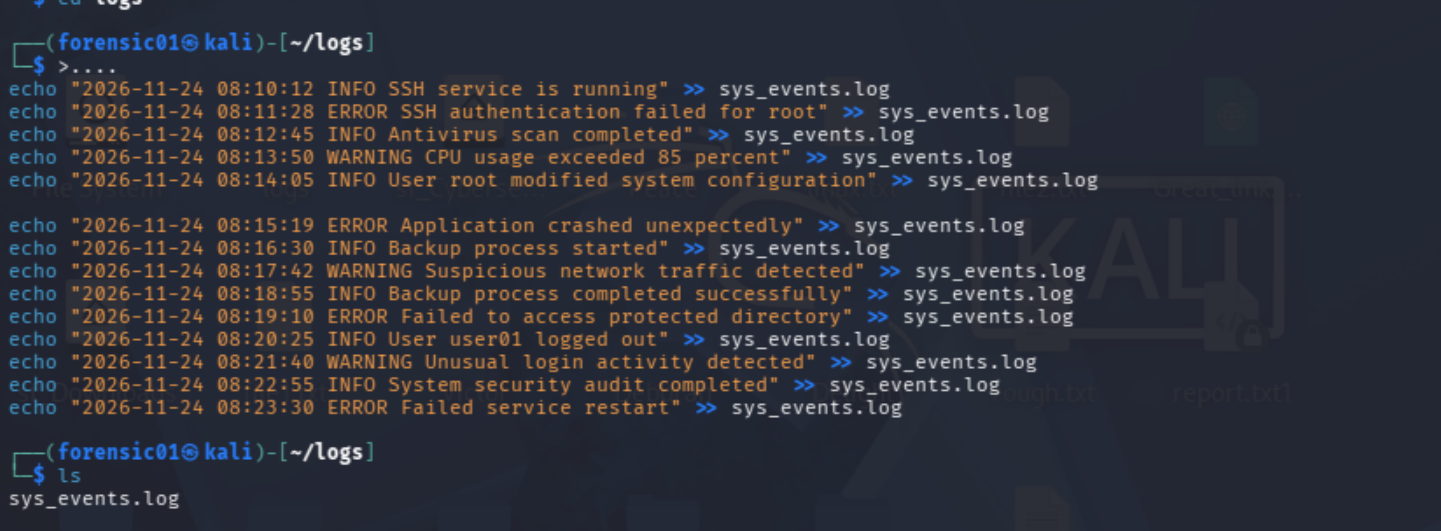 $ cd logs
┌──(forensic01㉿kali)-[~/logs]
└─$ >....
echo "2026-11-24 08:10:12 INFO SSH service is running" >> sys_events.log
echo "2026-11-24 08:11:28 ERROR SSH authentication failed for root" >> sys_events.log
echo "2026-11-24 08:12:45 INFO Antivirus scan completed" >> sys_events.log
echo "2026-11-24 08:13:50 WARNING CPU usage exceeded 85 percent" >> sys_events.log
echo "2026-11-24 08:14:05 INFO User root modified system configuration" >> sys_events.log
echo "2026-11-24 08:15:19 ERROR Application crashed unexpectedly" >> sys_events.log
echo "2026-11-24 08:16:30 INFO Backup process started" >> sys_events.log
echo "2026-11-24 08:17:42 WARNING Suspicious network traffic detected" >> sys_events.log
echo "2026-11-24 08:18:55 INFO Backup process completed successfully" >> sys_events.log
echo "2026-11-24 08:19:10 ERROR Failed to access protected directory" >> sys_events.log
echo "2026-11-24 08:20:25 INFO User user01 logged out" >> sys_events.log
echo "2026-11-24 08:21:40 WARNING Unusual login activity detected" >> sys_events.log
echo "2026-11-24 08:22:55 INFO System security audit completed" >> sys_events.log
echo "2026-11-24 08:23:30 ERROR Failed service restart" >> sys_events.log
┌──(forensic01㉿kali)-[~/logs]
└─$ ls
sys_events.log
KALI
report.txt1